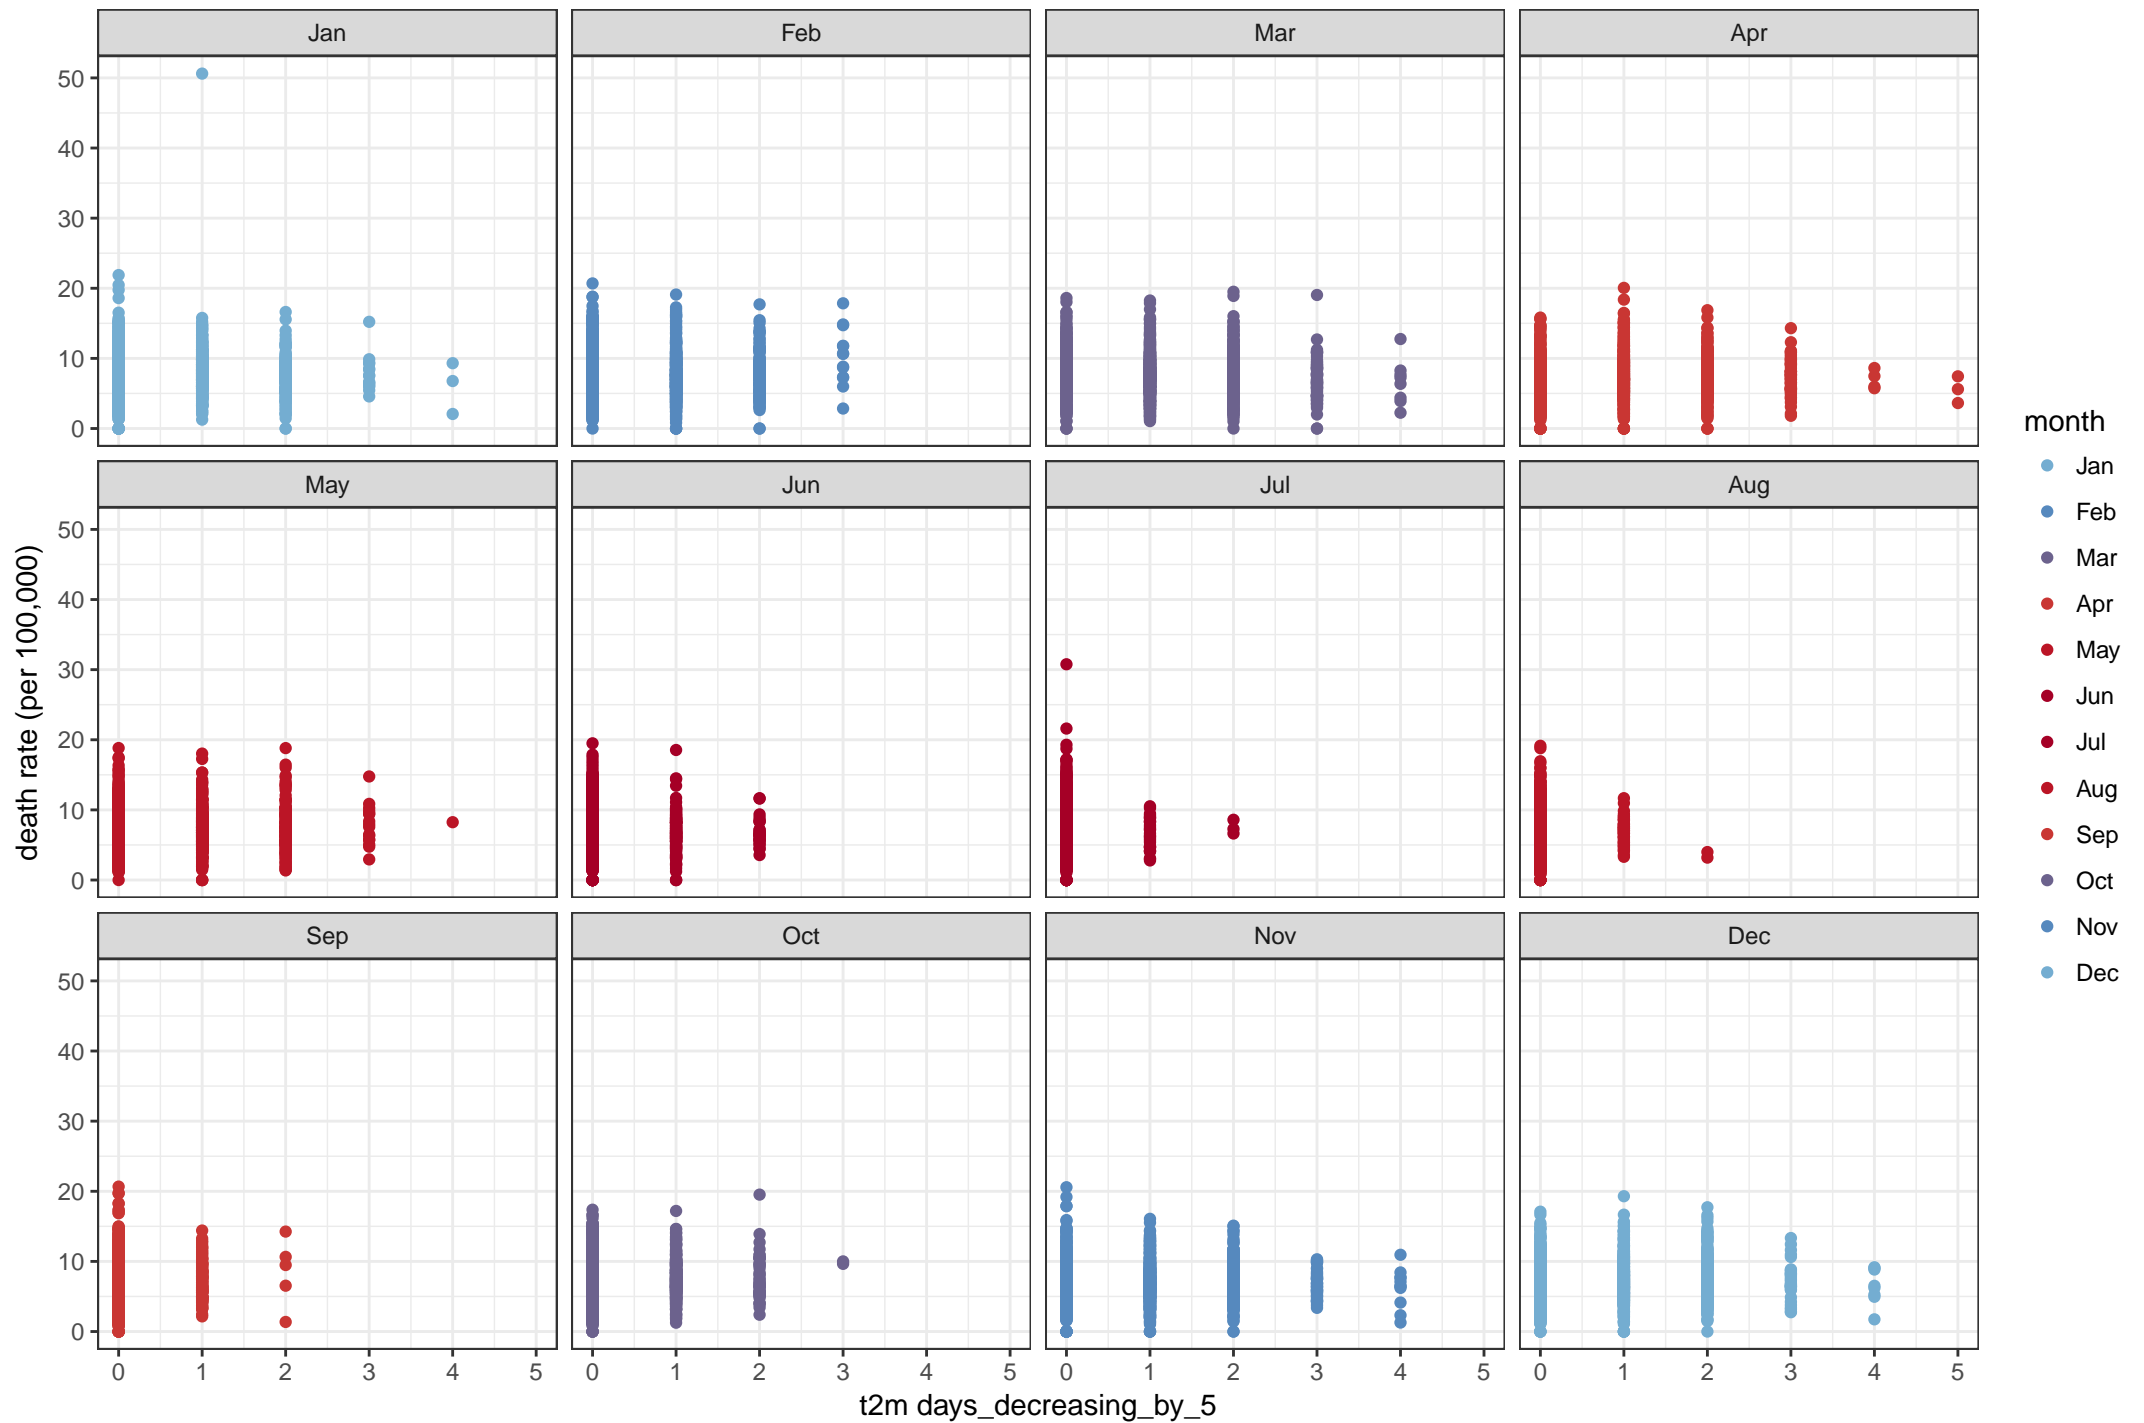 Jan Feb Mar Apr
50
40
30
20
10
0
May Jun Jul Aug
50
40
30
20
10
0
Sep Oct Nov Dec
50
40
30
20
10
0
0 1 2 3 4 5 0 1 2 3 4 5 0 1 2 3 4 5 0 1 2 3 4 5
t2m days_decreasing_by_5
death rate (per 100,000)
month
Jan
Feb
Mar
Apr
May
Jun
Jul
Aug
Sep
Oct
Nov
Dec